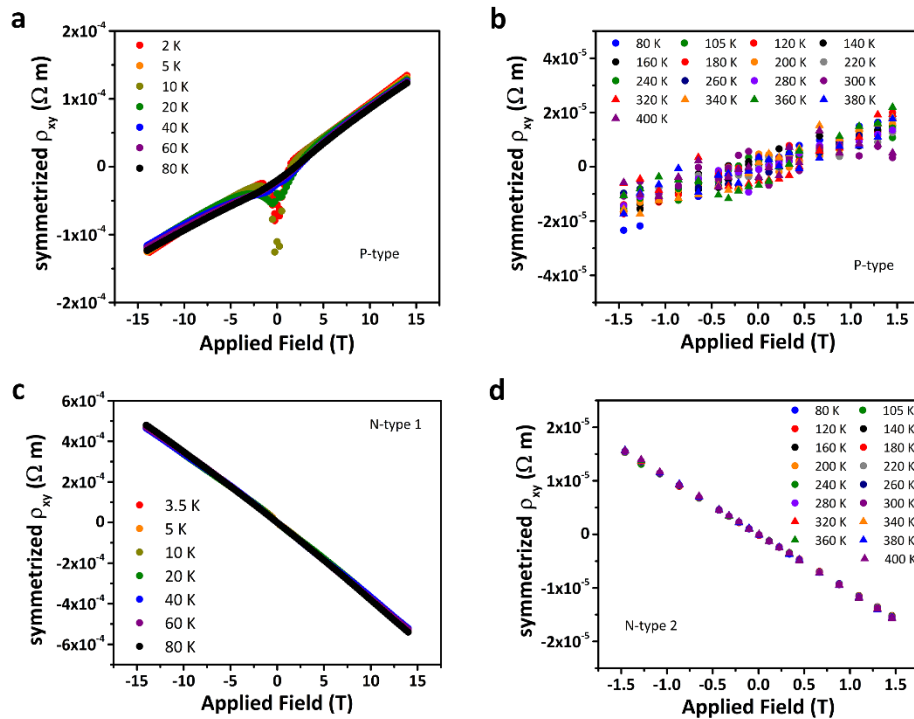 a
symmetrized ρxy (Ω m)
2x10⁻⁴
1x10⁻⁴
0
-1x10⁻⁴
-2x10⁻⁴
2 K
5 K
10 K
20 K
40 K
60 K
80 K
P-type
-15 -10 -5 0 5 10 15
Applied Field (T)
b
symmetrized ρxy (Ω m)
4x10⁻⁵
2x10⁻⁵
0
-2x10⁻⁵
-4x10⁻⁵
80 K 105 K 120 K 140 K
160 K 180 K 200 K 220 K
240 K 260 K 280 K 300 K
320 K 340 K 360 K 380 K
400 K
P-type
-1.5 -1.0 -0.5 0.0 0.5 1.0 1.5
Applied Field (T)
c
symmetrized ρxy (Ω m)
6x10⁻⁴
4x10⁻⁴
2x10⁻⁴
0
-2x10⁻⁴
-4x10⁻⁴
-6x10⁻⁴
N-type 1
3.5 K
5 K
10 K
20 K
40 K
60 K
80 K
-15 -10 -5 0 5 10 15
Applied Field (T)
d
symmetrized ρxy (Ω m)
2x10⁻⁵
1x10⁻⁵
0
-1x10⁻⁵
-2x10⁻⁵
80 K 105 K
120 K 140 K
160 K 180 K
200 K 220 K
240 K 260 K
280 K 300 K
320 K 340 K
360 K 380 K
400 K
N-type 2
-1.5 -1.0 -0.5 0.0 0.5 1.0 1.5
Applied Field (T)